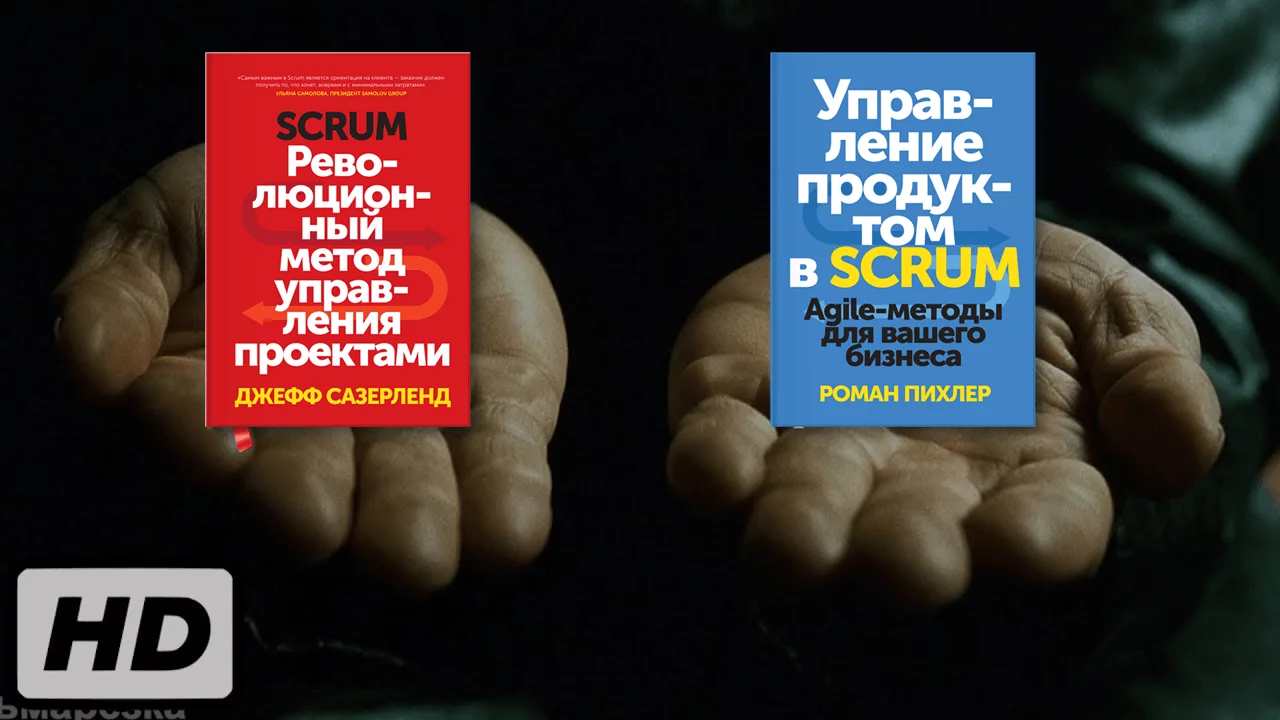 «Самым важным в Scrum является ориентация на клиента — заказчик должен
получить то, что хочет, вовремя и с минимальными затратами»
УЛЬЯНА САМОЛОВА, ПРЕЗИДЕНТ SAMOLOV GROUP
SCRUM
Рево-
люцион-
ный
метод
управ-
ления
проектами
ДЖЕФФ САЗЕРЛЕНД
Управ-
ление
продук-
том
в SCRUM
Agile-методы
для вашего
бизнеса
РОМАН ПИХЛЕР
HD